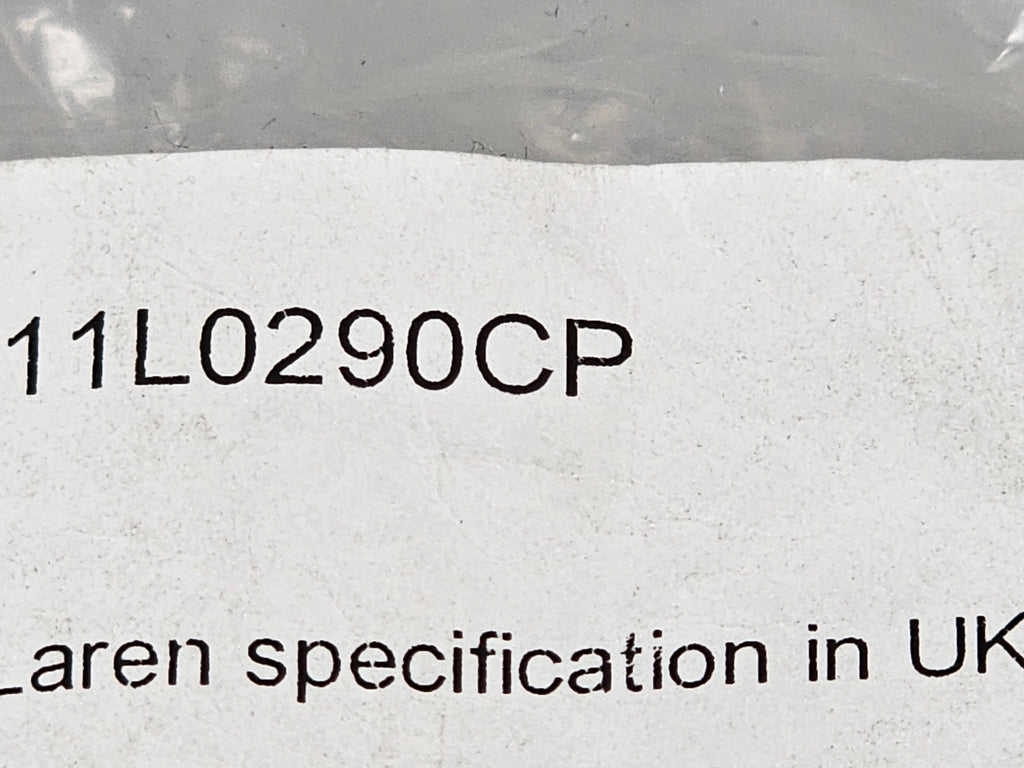 11L0290CP
Laren specification in UK